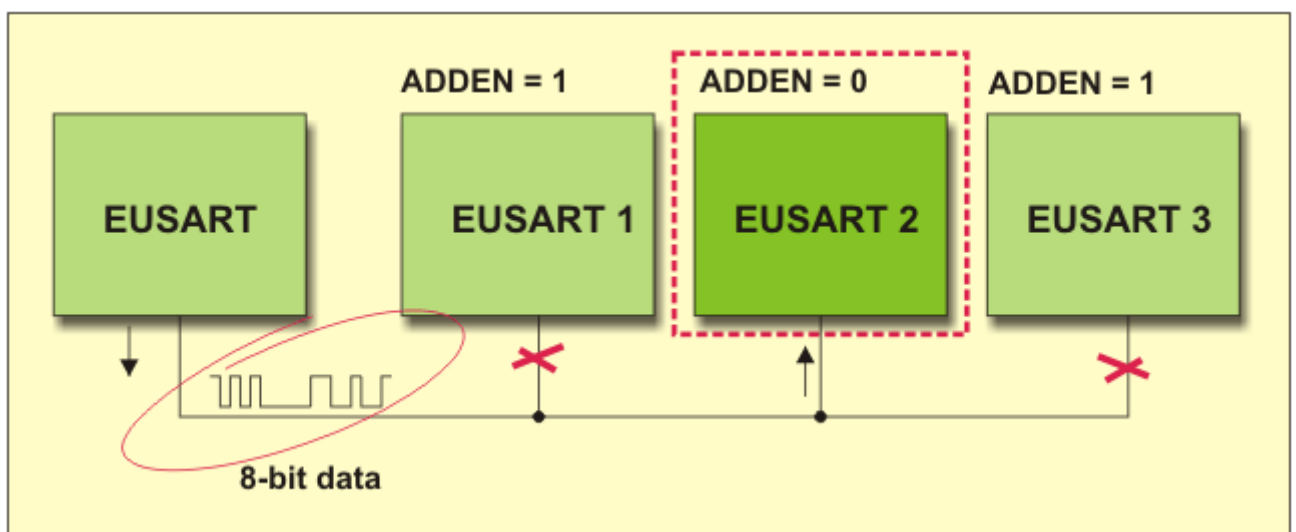 ADDEN = 1
ADDEN = 0
ADDEN = 1
EUSART
EUSART 1
EUSART 2
EUSART 3
8-bit data